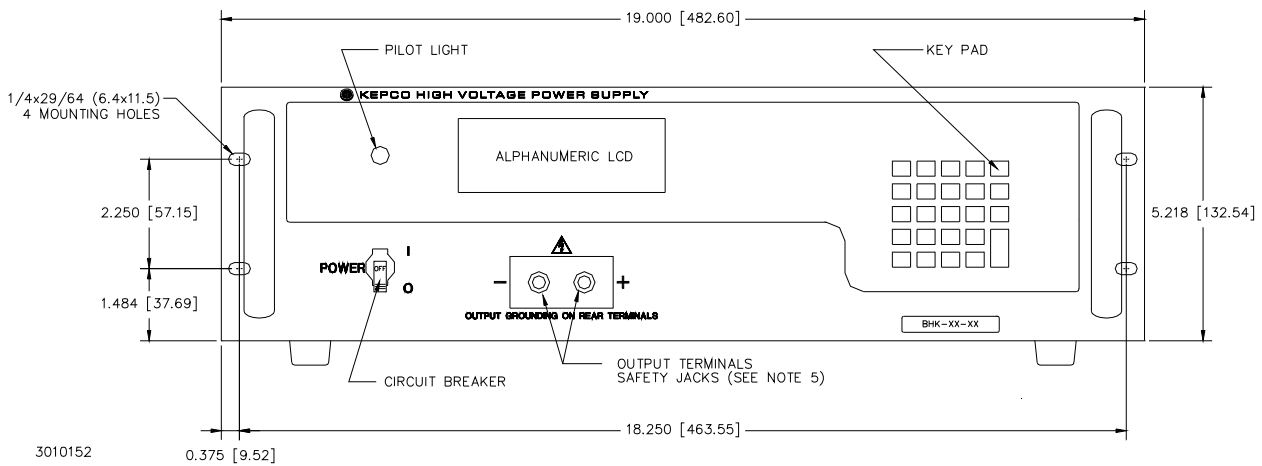 19.000 [482.60]
PILOT LIGHT
KEY PAD
1/4x29/64 (6.4x11.5)
4 MOUNTING HOLES
KEPCO HIGH VOLTAGE POWER SUPPLY
ALPHANUMERIC LCD
2.250 [57.15]
5.218 [132.54]
I
POWER
OFF
O
- +
1.484 [37.69]
OUTPUT GROUNDING ON REAR TERMINALS
BHK-XX-XX
OUTPUT TERMINALS
SAFETY JACKS (SEE NOTE 5)
CIRCUIT BREAKER
18.250 [463.55]
3010152
0.375 [9.52]